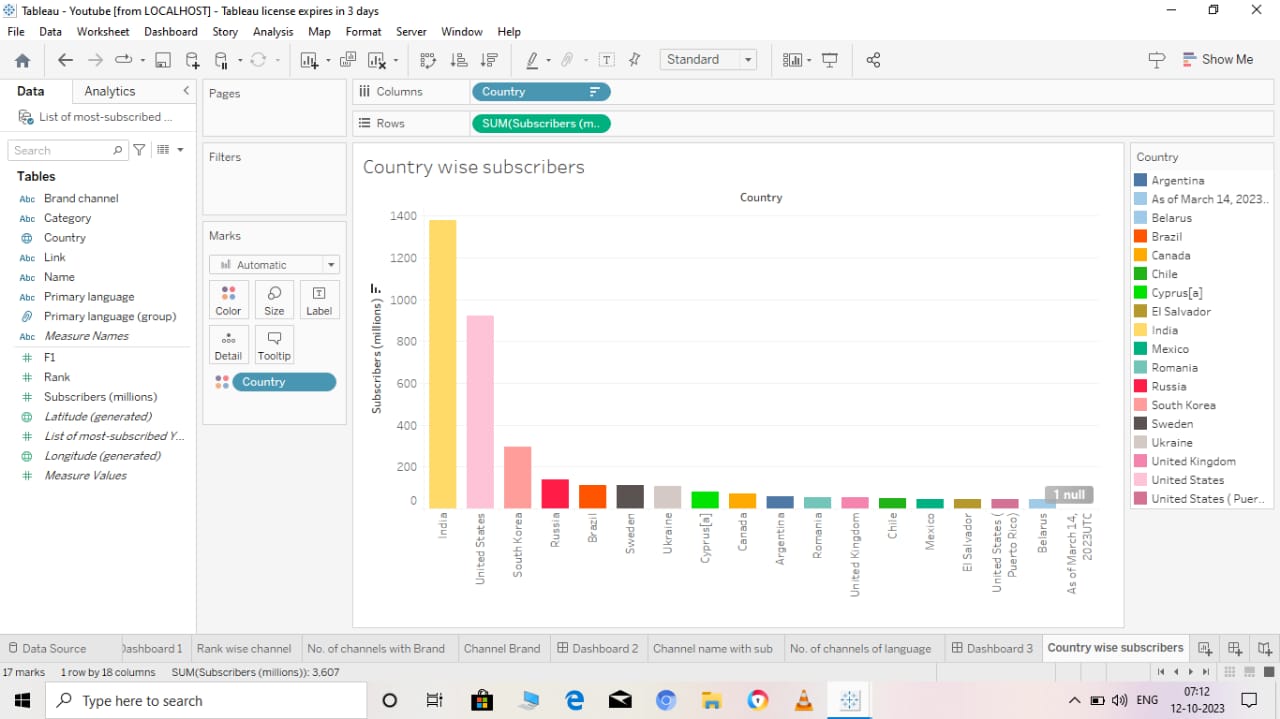 Tableau - Youtube [from LOCALHOST] - Tableau license expires in 3 days
File Data Worksheet Dashboard Story Analysis Map Format Server Window Help
Standard
Show Me
Data Analytics
List of most-subscribed ...
Search
Tables
Abc Brand channel
Abc Category
Country
Abc Link
Abc Name
Abc Primary language
Primary language (group)
Abc Measure Names
# F1
# Rank
# Subscribers (millions)
Latitude (generated)
# List of most-subscribed Y...
Longitude (generated)
# Measure Values
Pages
Filters
Marks
Automatic
Color Size Label
Detail Tooltip
Country
Columns Country
Rows SUM(Subscribers (m..
Country wise subscribers
Country
Subscribers (millions)
1400
1200
1000
800
600
400
200
0
1 null
India
United States
South Korea
Russia
Brazil
Sweden
Ukraine
Cyprus[a]
Canada
Argentina
Romania
United Kingdom
Chile
Mexico
El Salvador
United States (
Puerto Rico)
Belarus
As of March 14,
2023UTC
Country
Argentina
As of March 14, 2023..
Belarus
Brazil
Canada
Chile
Cyprus[a]
El Salvador
India
Mexico
Romania
Russia
South Korea
Sweden
Ukraine
United Kingdom
United States
United States ( Puer..
Data Source Dashboard 1 Rank wise channel No. of channels with Brand Channel Brand Dashboard 2 Channel name with sub No. of channels of language Dashboard 3 Country wise subscribers
17 marks 1 row by 18 columns SUM(Subscribers (millions)): 3,607
Type here to search
ENG
07:12
12-10-2023